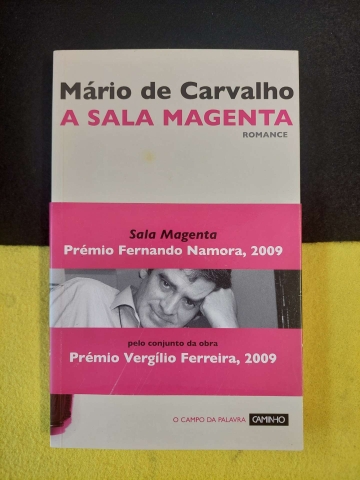 Mário de Carvalho
A SALA MAGENTA
ROMANCE
Sala Magenta
Prémio Fernando Namora, 2009
pelo conjunto da obra
Prémio Vergílio Ferreira, 2009
O CAMPO DA PALAVRA CAMINHO